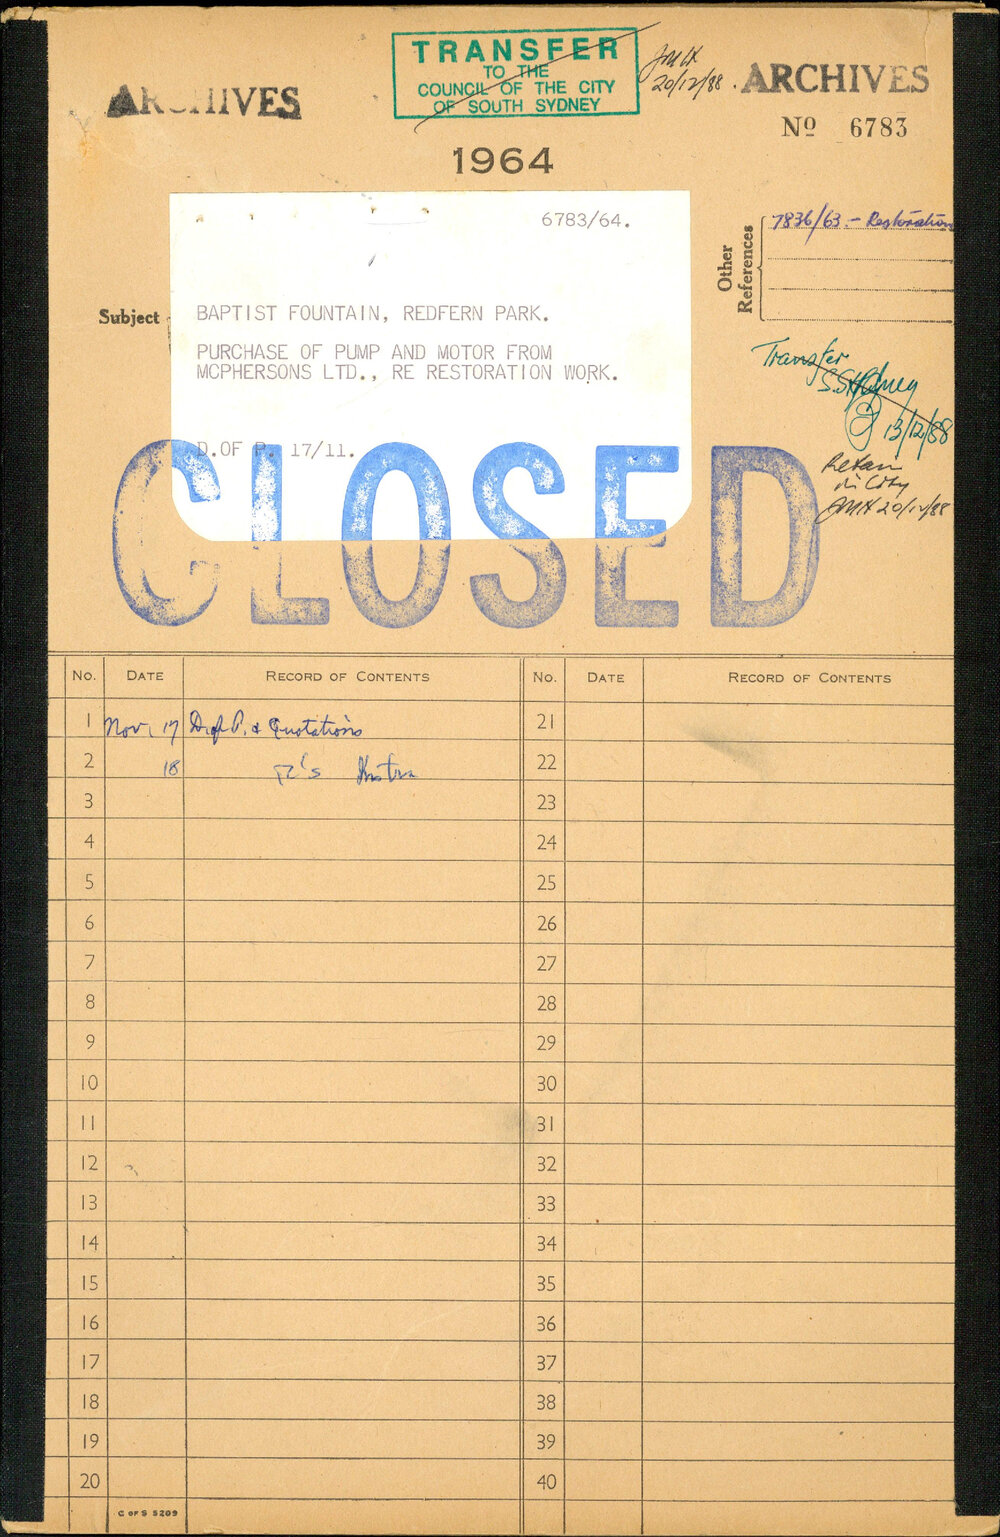 TRANSFER
TO THE
COUNCIL OF THE CITY
OF SOUTH SYDNEY
JMH
20/12/88.
ARCHIVES
ARCHIVES
Nº 6783
1964
6783/64.
Other
References
7836/63 - Restoration
Subject
BAPTIST FOUNTAIN, REDFERN PARK.
PURCHASE OF PUMP AND MOTOR FROM
MCPHERSONS LTD., RE RESTORATION WORK.
D.OF P. 17/11.
Transfer
S. Sydney
13/12/88
Retain
in City
JMH 20/12/88
CLOSED
No. DATE RECORD OF CONTENTS No. DATE RECORD OF CONTENTS
1 Nov. 17 D. of P. & Quotations 21
2 18 22
3 23
4 24
5 25
6 26
7 27
8 28
9 29
10 30
11 31
12 32
13 33
14 34
15 35
16 36
17 37
18 38
19 39
20 40
C OF S 5209